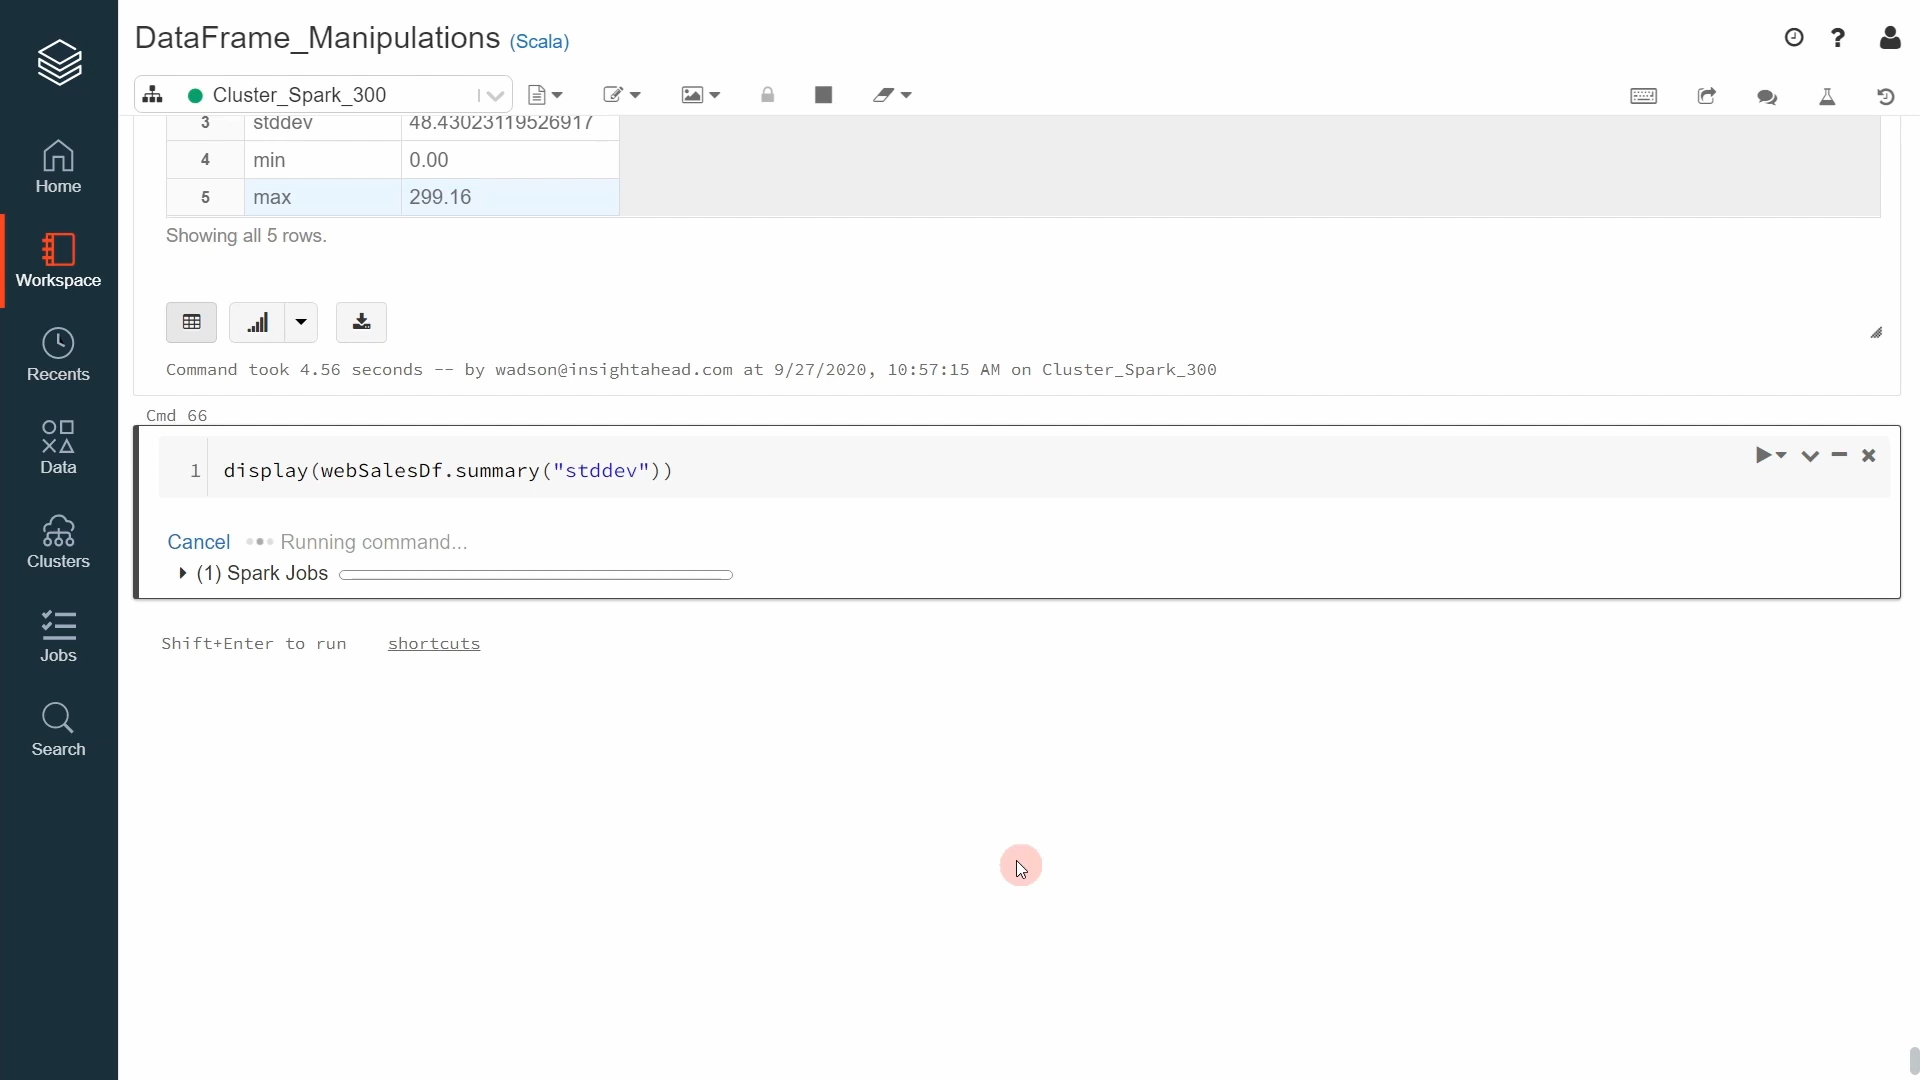 DataFrame_Manipulations (Scala)
Cluster_Spark_300
3 stddev 48.43023119526917
4 min 0.00
5 max 299.16
Showing all 5 rows.
Command took 4.56 seconds -- by wadson@insightahead.com at 9/27/2020, 10:57:15 AM on Cluster_Spark_300
Cmd 66
1 display(webSalesDf.summary("stddev"))
Cancel Running command...
(1) Spark Jobs
Shift+Enter to run shortcuts
Home
Workspace
Recents
Data
Clusters
Jobs
Search